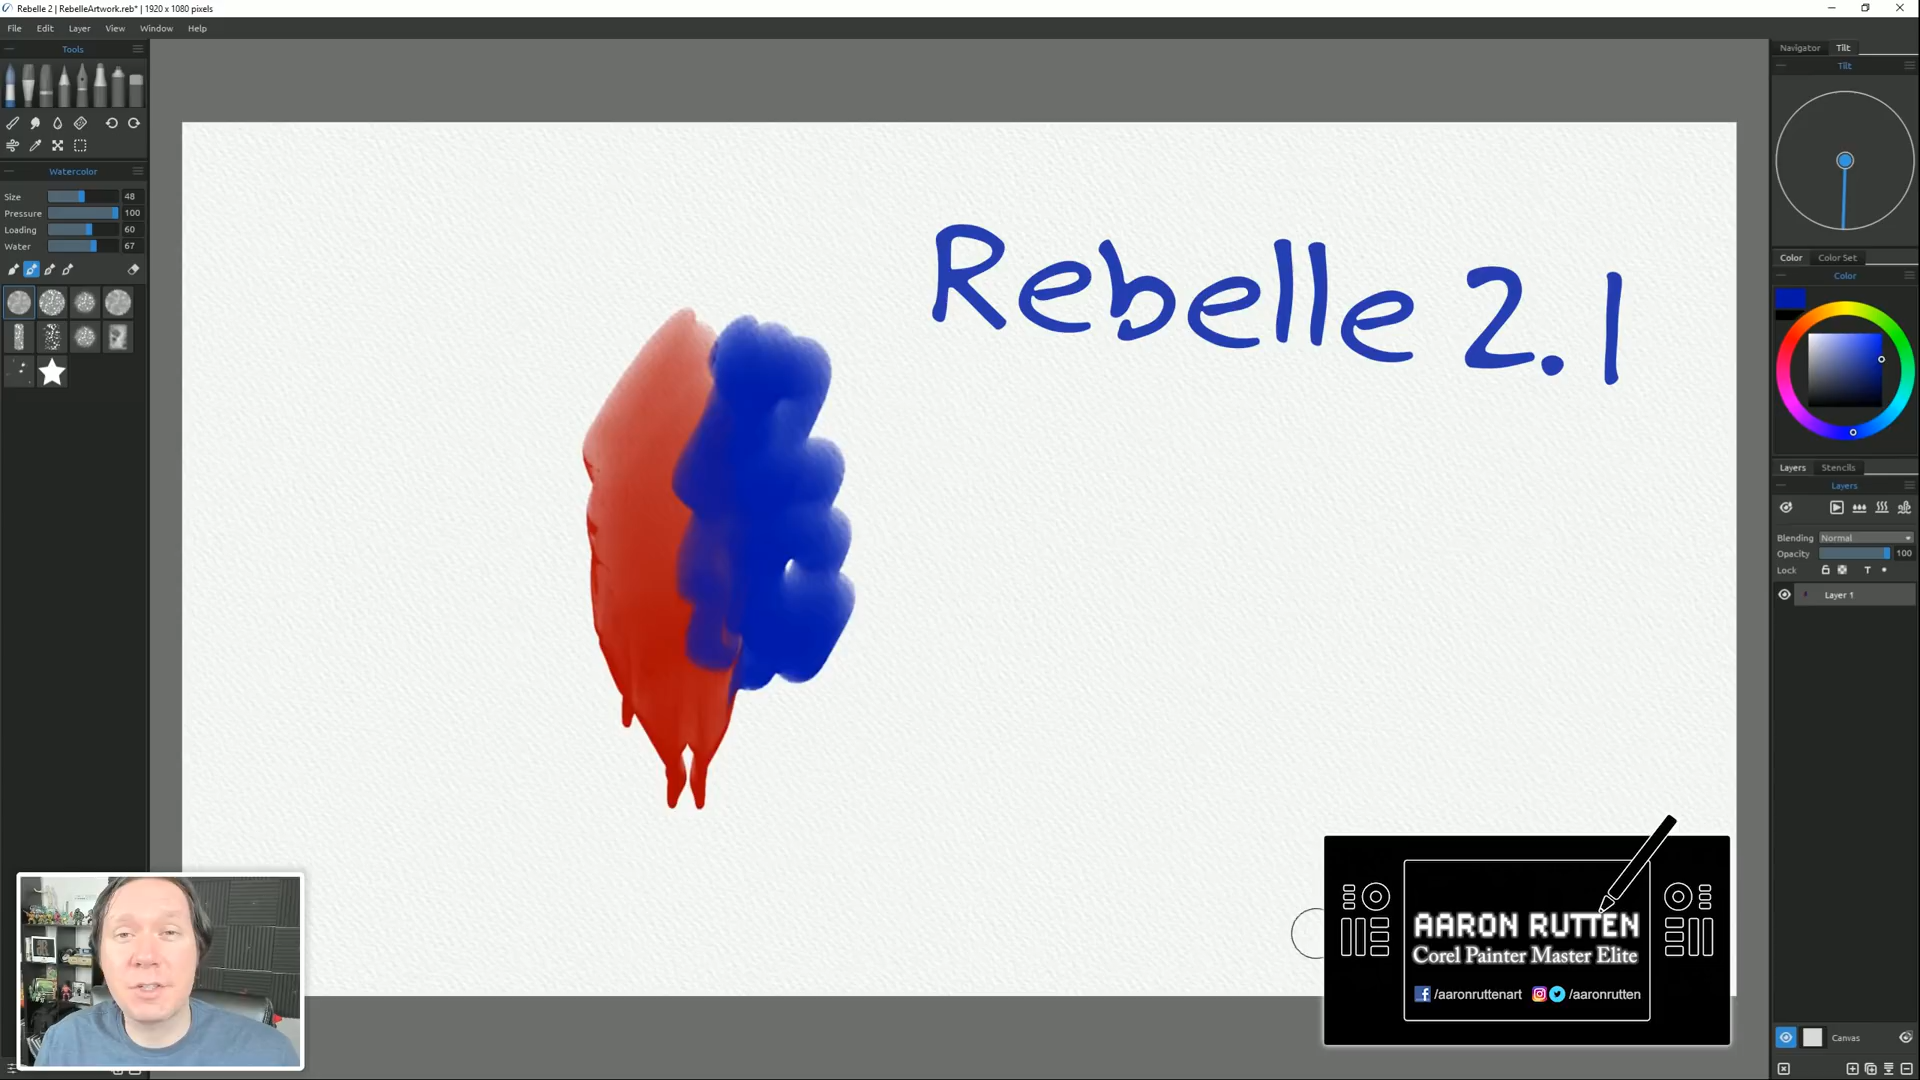 Rebelle 2 | RebelleArtwork.reb* | 1920 x 1080 pixels
File Edit Layer View Window Help
Tools
Watercolor
Size 48
Pressure 100
Loading 60
Water 67
Rebelle 2.1
Navigator Tilt
Tilt
Color Color Set
Color
Layers Stencils
Layers
Blending Normal
Opacity 100
Lock T
Layer 1
Canvas
AARON RUTTEN
Corel Painter Master Elite
/aaronruttenart /aaronrutten